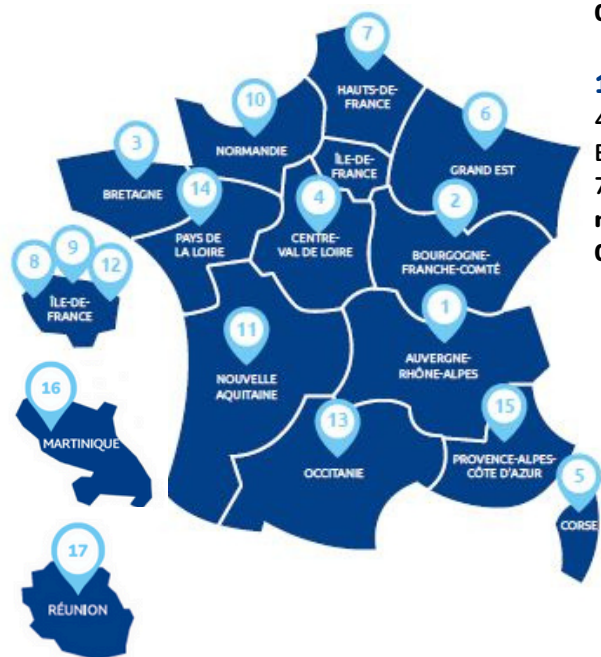 7
HAUTS-DE-
FRANCE
10
NORMANDIE
6
GRAND EST
ÎLE-DE-
FRANCE
3
BRETAGNE
14
PAYS DE
LA LOIRE
4
CENTRE-
VAL DE LOIRE
2
BOURGOGNE-
FRANCHE-COMTÉ
8
9
12
ÎLE-DE-
FRANCE
11
NOUVELLE
AQUITAINE
1
AUVERGNE-
RHÔNE-ALPES
16
MARTINIQUE
13
OCCITANIE
15
PROVENCE-ALPES-
CÔTE D'AZUR
5
CORSE
17
RÉUNION
4
7